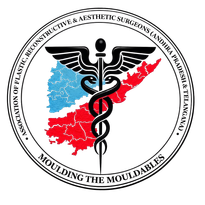 • ASSOCIATION OF PLASTIC, RECONSTRUCTIVE & AESTHETIC SURGEONS (ANDHRA PRADESH & TELANGANA) •
MOULDING THE MOULDABLES